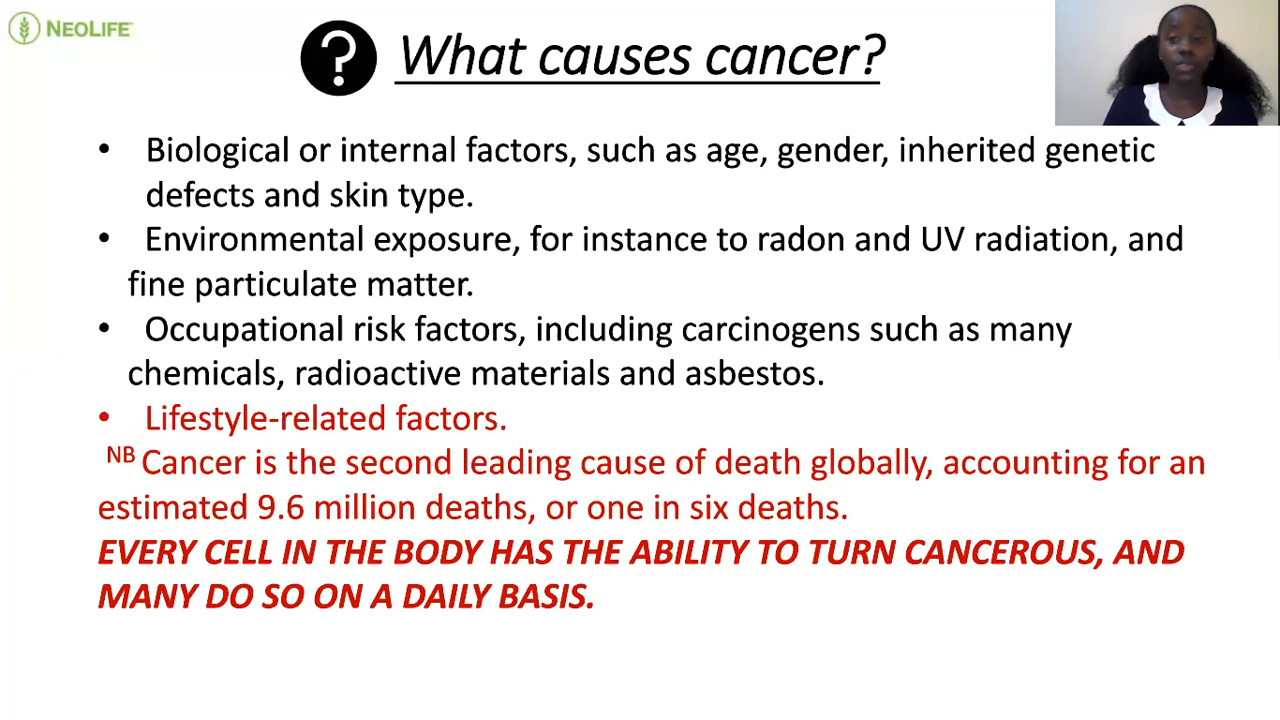 NEOLIFE
? What causes cancer?
• Biological or internal factors, such as age, gender, inherited genetic
defects and skin type.
• Environmental exposure, for instance to radon and UV radiation, and
fine particulate matter.
• Occupational risk factors, including carcinogens such as many
chemicals, radioactive materials and asbestos.
• Lifestyle-related factors.
NB Cancer is the second leading cause of death globally, accounting for an
estimated 9.6 million deaths, or one in six deaths.
EVERY CELL IN THE BODY HAS THE ABILITY TO TURN CANCEROUS, AND
MANY DO SO ON A DAILY BASIS.